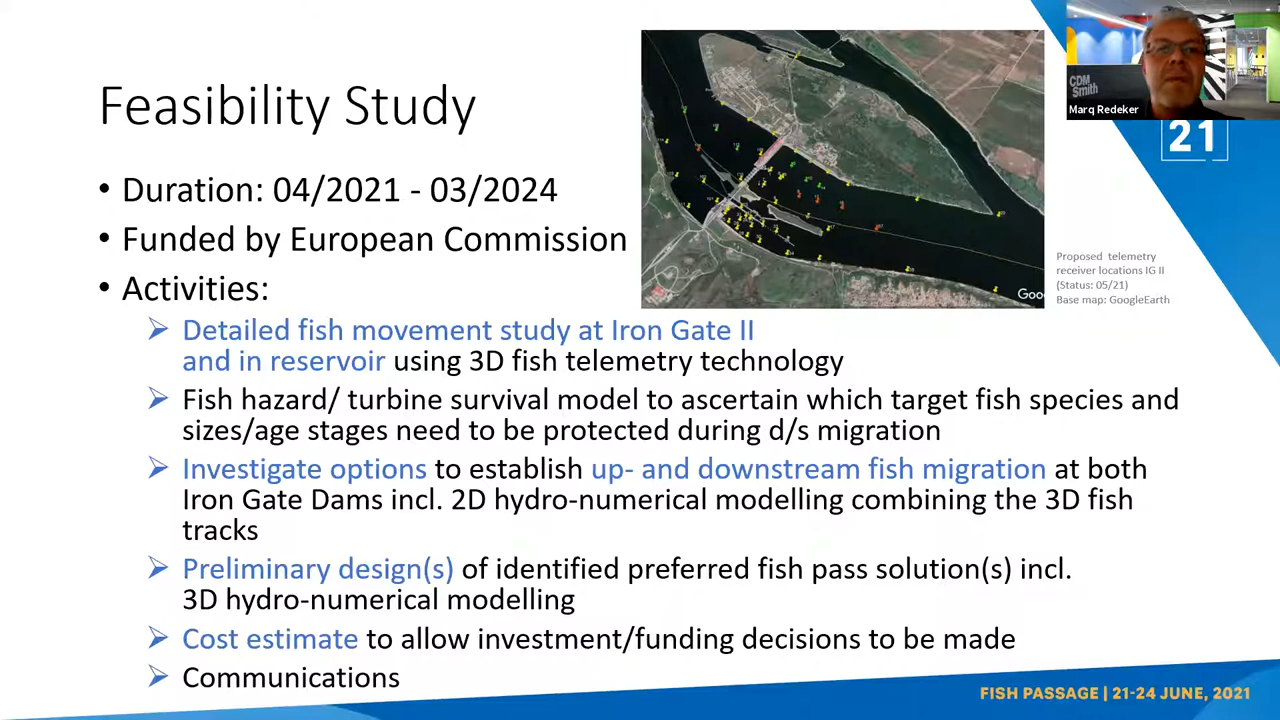 Feasibility Study
• Duration: 04/2021 - 03/2024
• Funded by European Commission
• Activities:
➢ Detailed fish movement study at Iron Gate II
and in reservoir using 3D fish telemetry technology
➢ Fish hazard/ turbine survival model to ascertain which target fish species and
sizes/age stages need to be protected during d/s migration
➢ Investigate options to establish up- and downstream fish migration at both
Iron Gate Dams incl. 2D hydro-numerical modelling combining the 3D fish
tracks
➢ Preliminary design(s) of identified preferred fish pass solution(s) incl.
3D hydro-numerical modelling
➢ Cost estimate to allow investment/funding decisions to be made
➢ Communications
Goo
Proposed telemetry
receiver locations IG II
(Status: 05/21)
Base map: GoogleEarth
CDM
Smith
Marq Redeker
21
FISH PASSAGE | 21-24 JUNE, 2021